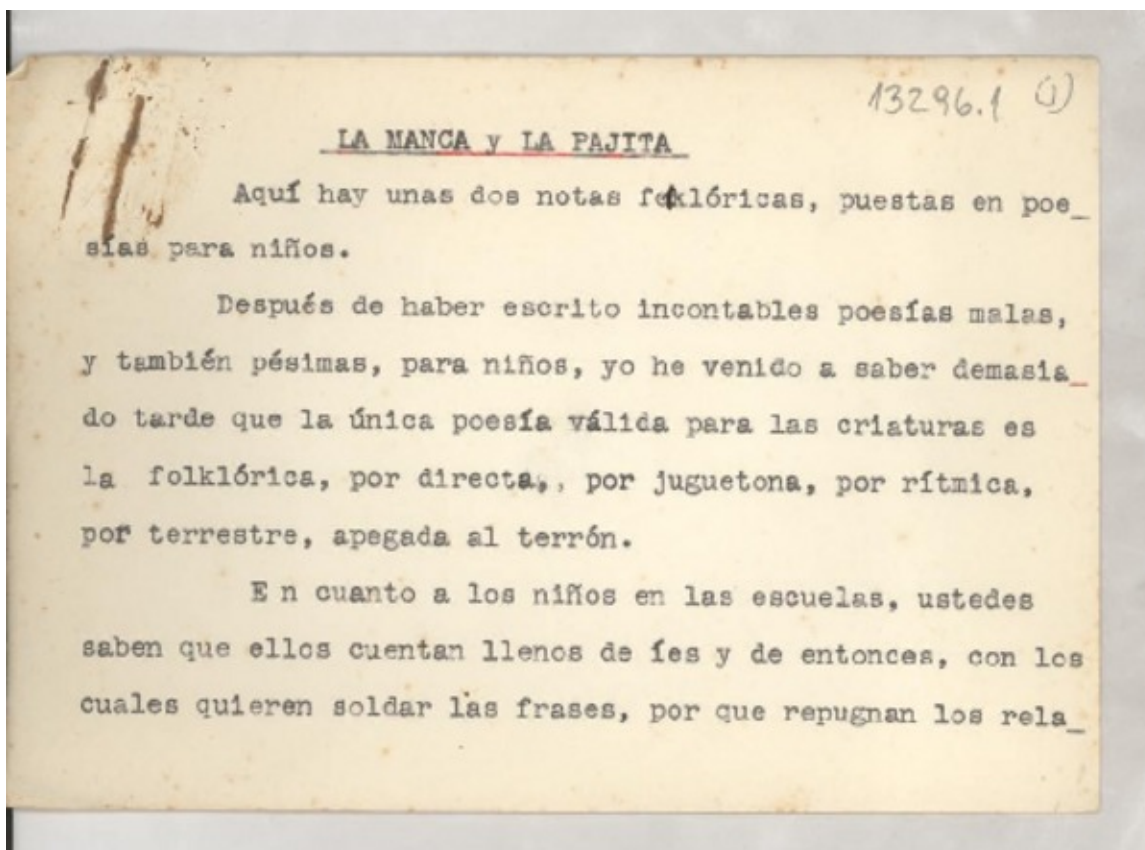 13296.1 (1)
LA MANCA y LA PAJITA
Aquí hay unas dos notas folklóricas, puestas en poe_
sías para niños.
Después de haber escrito incontables poesías malas,
y también pésimas, para niños, yo he venido a saber demasia_
do tarde que la única poesía válida para las criaturas es
la folklórica, por directa,, por juguetona, por rítmica,
por terrestre, apegada al terrón.
E n cuanto a los niños en las escuelas, ustedes
saben que ellos cuentan llenos de íes y de entonces, con los
cuales quieren soldar las frases, por que repugnan los rela_